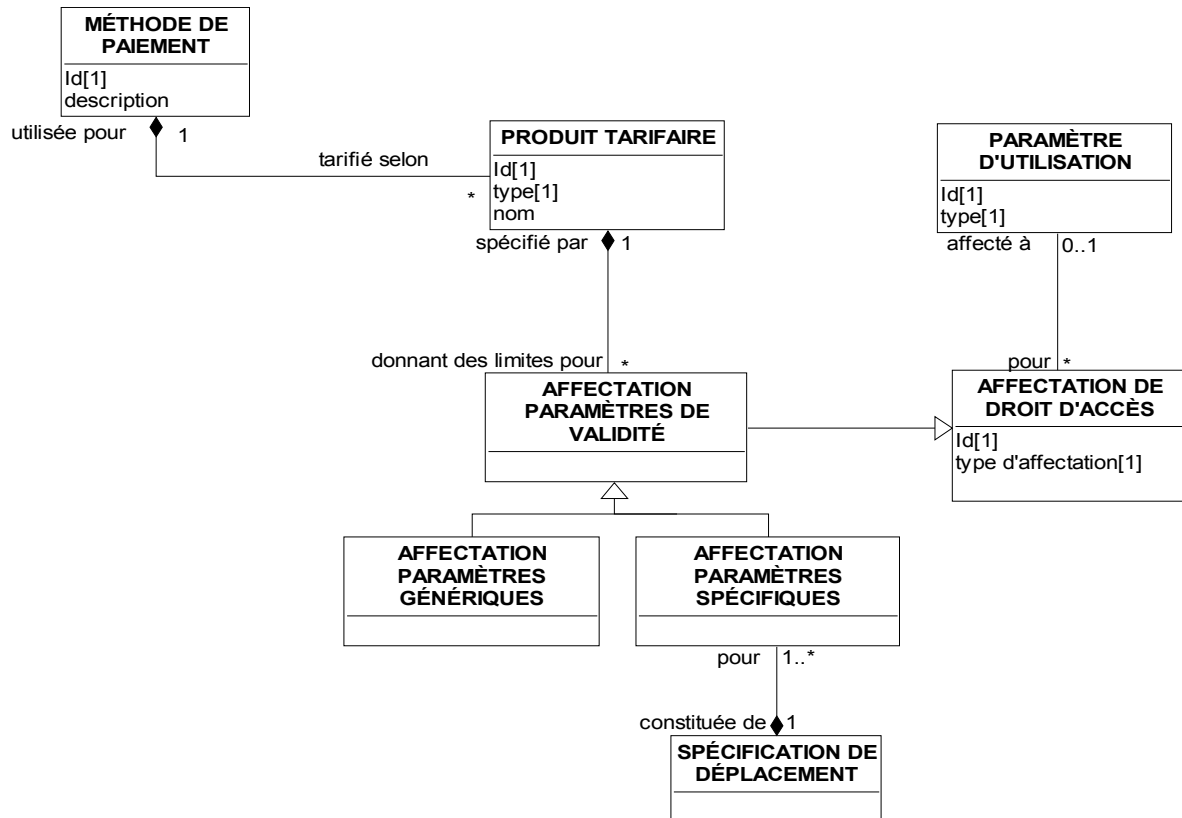 MÉTHODE DE
PAIEMENT
Id[1]
description
utilisée pour
1
tarifié selon
*
PRODUIT TARIFAIRE
Id[1]
type[1]
nom
spécifié par
1
PARAMÈTRE
D'UTILISATION
Id[1]
type[1]
affecté à
0..1
donnant des limites pour
*
pour
*
AFFECTATION
PARAMÈTRES DE
VALIDITÉ
AFFECTATION DE
DROIT D'ACCÈS
Id[1]
type d'affectation[1]
AFFECTATION
PARAMÈTRES
GÉNÉRIQUES
AFFECTATION
PARAMÈTRES
SPÉCIFIQUES
pour
1..*
constituée de
1
SPÉCIFICATION DE
DÉPLACEMENT